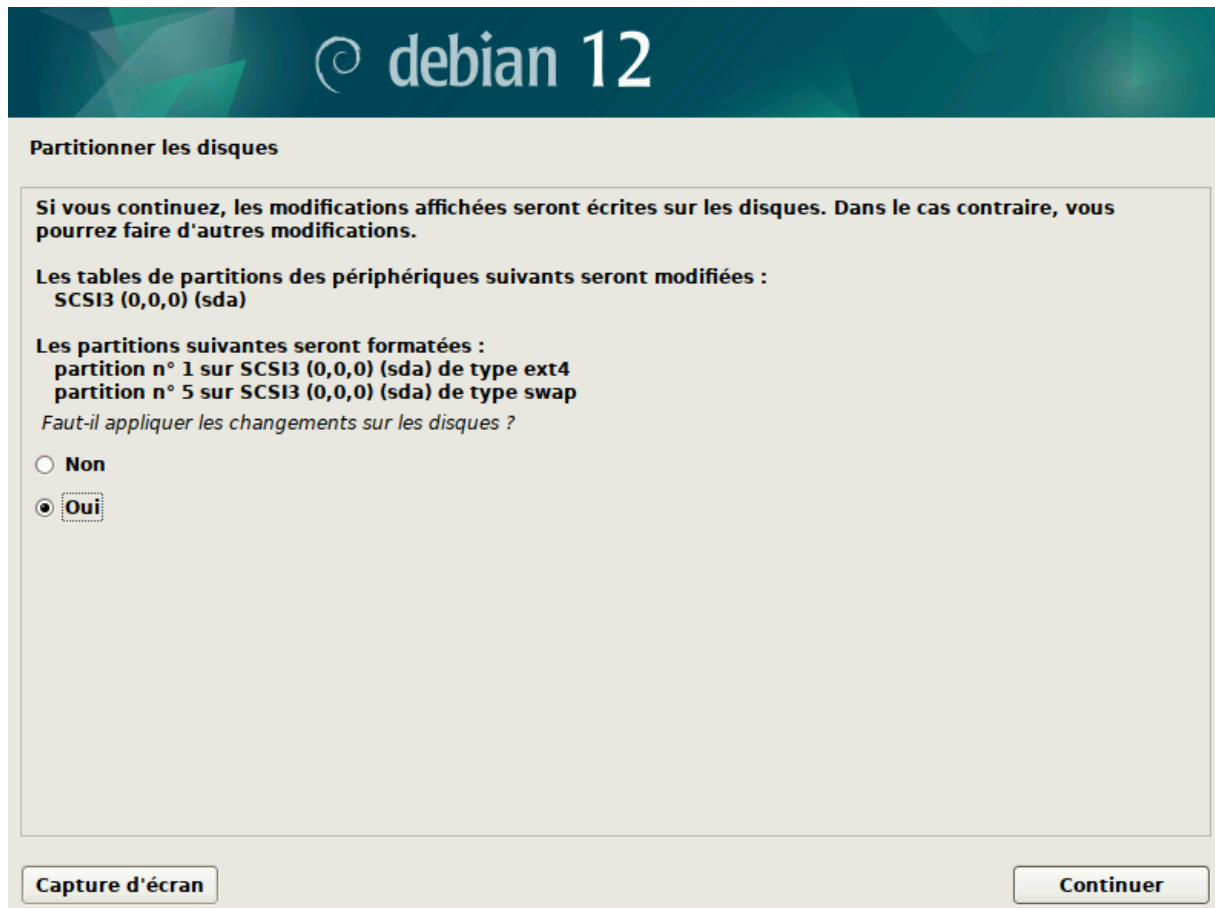 debian 12
Partitionner les disques
Si vous continuez, les modifications affichées seront écrites sur les disques. Dans le cas contraire, vous
pourrez faire d'autres modifications.
Les tables de partitions des périphériques suivants seront modifiées :
SCSI3 (0,0,0) (sda)
Les partitions suivantes seront formatées :
partition n° 1 sur SCSI3 (0,0,0) (sda) de type ext4
partition n° 5 sur SCSI3 (0,0,0) (sda) de type swap
Faut-il appliquer les changements sur les disques ?
Non
Oui
Capture d'écran
Continuer